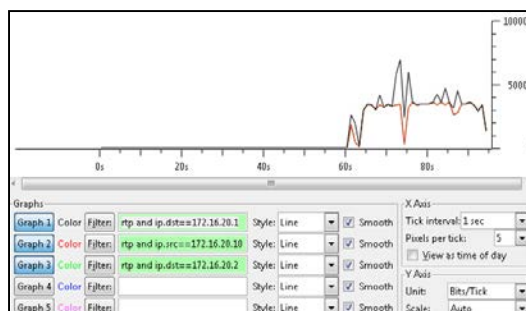 10000
5000
0s 20s 40s 60s 80s
Graphs
Graph 1 Color Filter: rtp and ip.dst==172.16.20.1 Style: Line Smooth
Graph 2 Color Filter: rtp and ip.src==172.16.20.10 Style: Line Smooth
Graph 3 Color Filter: rtp and ip.dst==172.16.20.2 Style: Line Smooth
Graph 4 Color Filter: Style: Line Smooth
Graph 5 Color Filter: Style: Line Smooth
X Axis
Tick interval: 1 sec
Pixels per tick: 5
View as time of day
Y Axis
Unit: Bits/Tick
Scale: Auto